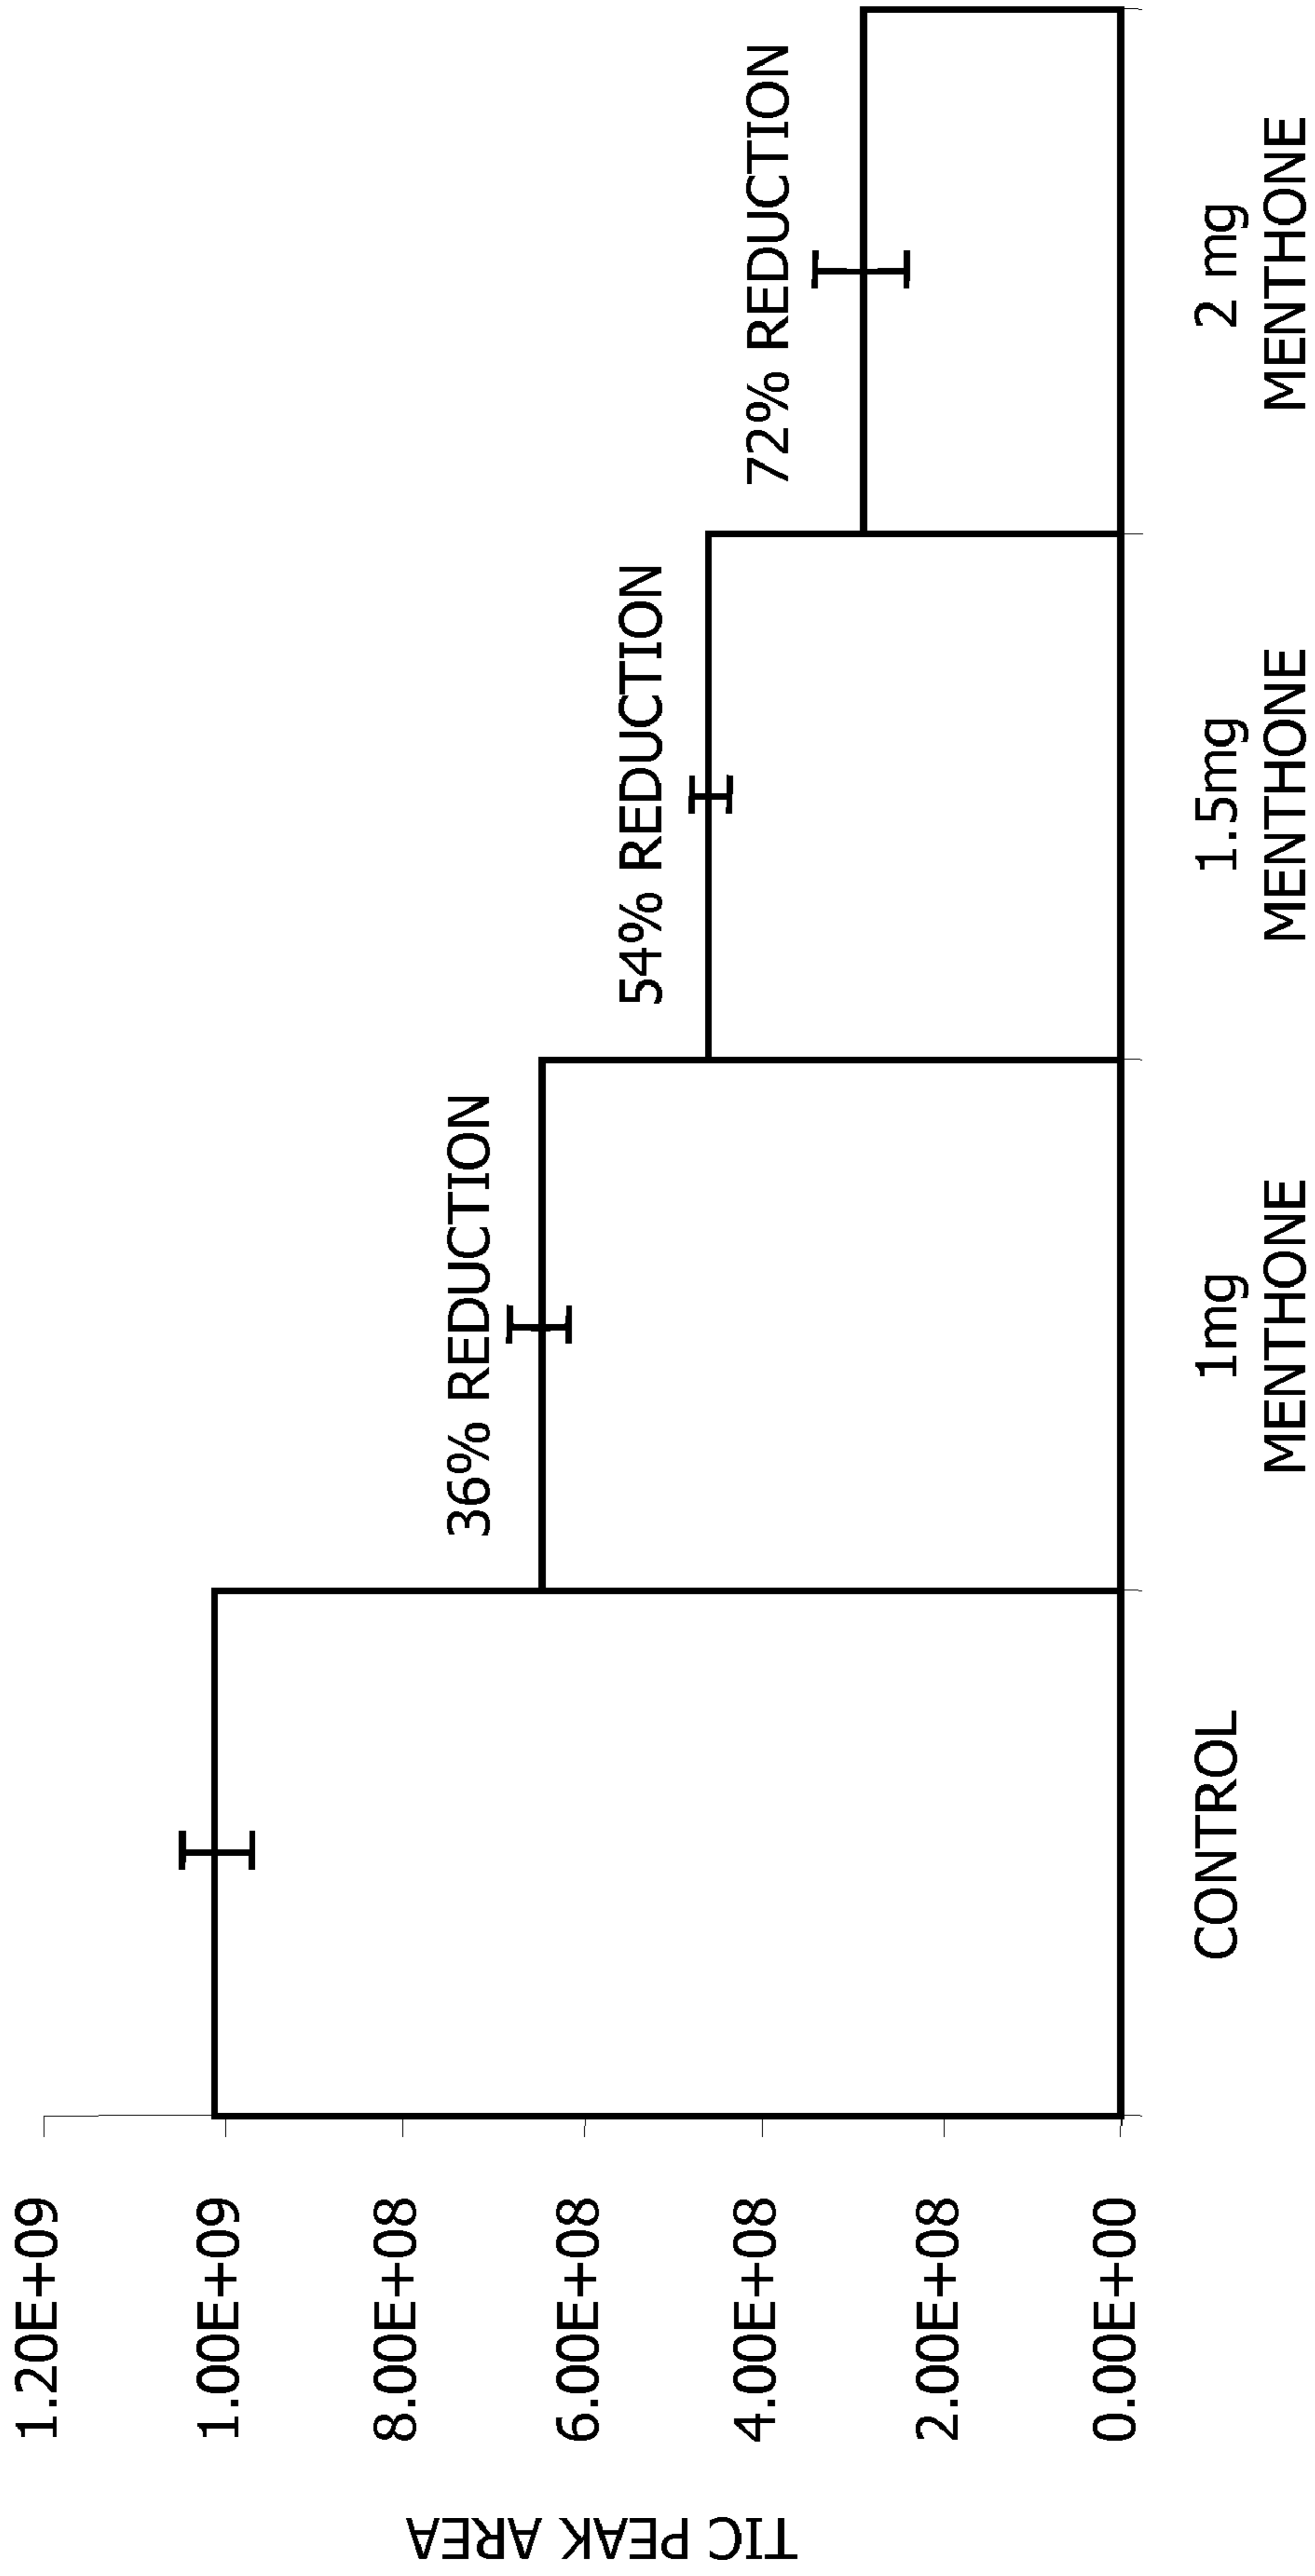 TIC PEAK AREA
1.20E+09
1.00E+09
8.00E+08
6.00E+08
4.00E+08
2.00E+08
0.00E+00
36% REDUCTION
54% REDUCTION
72% REDUCTION
CONTROL
1mg
MENTHONE
1.5mg
MENTHONE
2 mg
MENTHONE